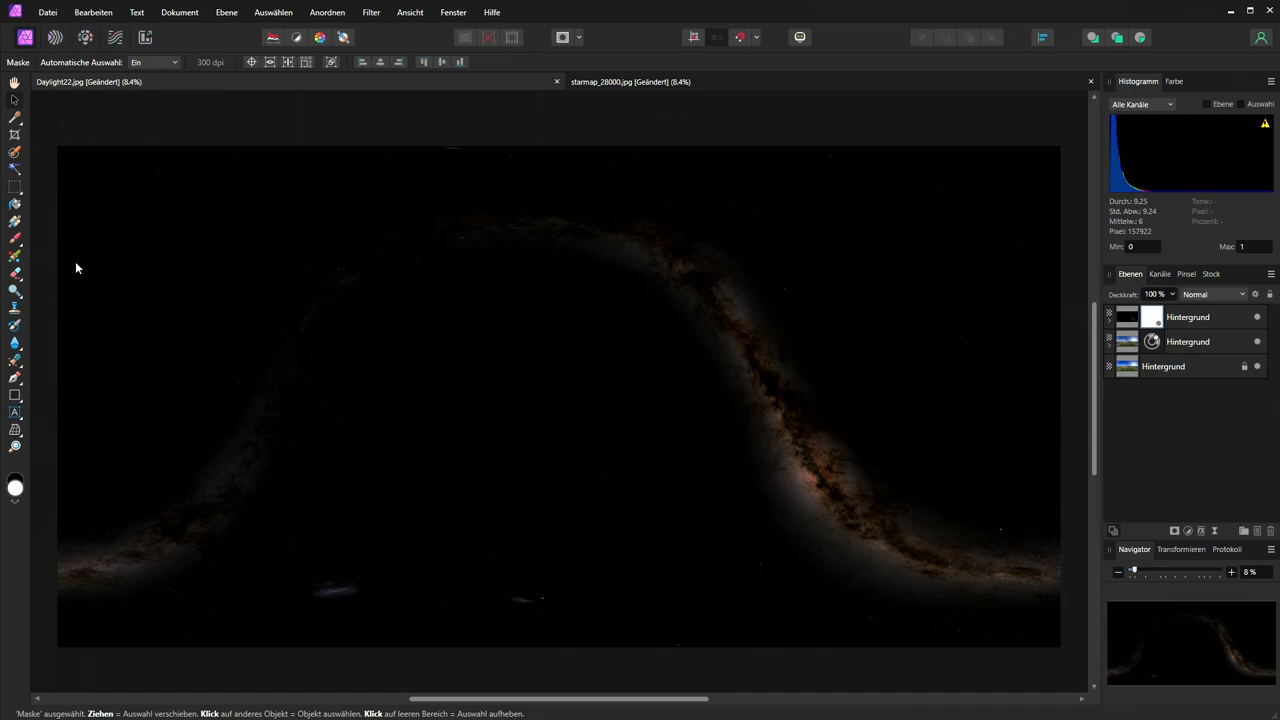 Datei Bearbeiten Text Dokument Ebene Auswählen Anordnen Filter Ansicht Fenster Hilfe
Maske Automatische Auswahl: Ein 300 dpi
Daylight22.jpg [Geändert] (8.4%) starmap_28000.jpg [Geändert] (8.4%)
Histogramm Farbe
Alle Kanäle Ebene Auswahl
Durch.: 9.25 Tonw.: -
Std. Abw.: 9.24 Pixel: -
Mittelw.: 6 Prozent: -
Pixel: 157922
Min: 0 Max: 1
Ebenen Kanäle Pinsel Stock
Deckkraft: 100 % Normal
Hintergrund
Hintergrund
Hintergrund
A
Navigator Transformieren Protokoll
8 %
'Maske' ausgewählt. Ziehen = Auswahl verschieben. Klick auf anderes Objekt = Objekt auswählen. Klick auf leeren Bereich = Auswahl aufheben.